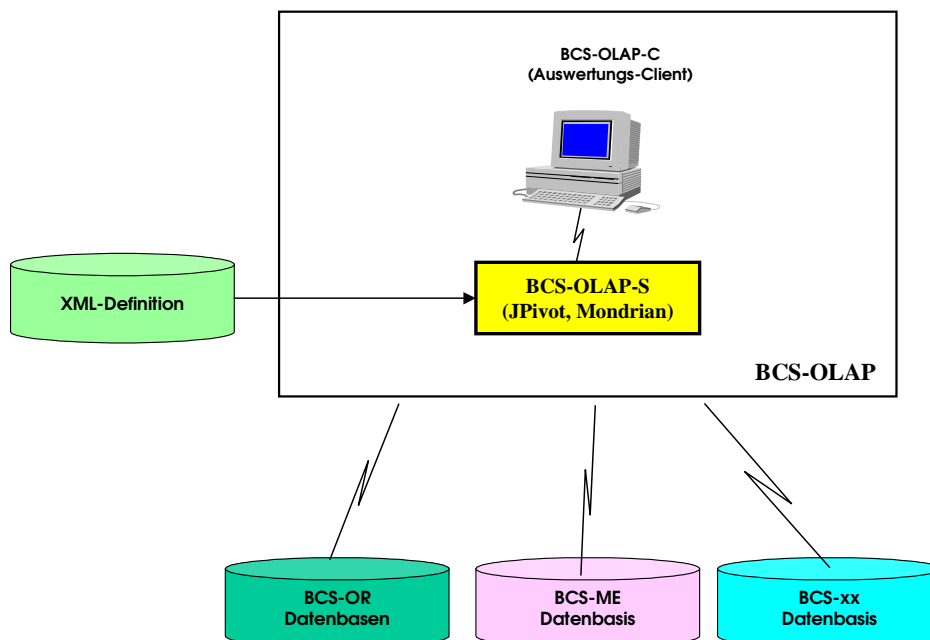 BCS-OLAP-C
(Auswertungs-Client)
XML-Definition
BCS-OLAP-S
(JPivot, Mondrian)
BCS-OLAP
BCS-OR
Datenbasen
BCS-ME
Datenbasis
BCS-xx
Datenbasis